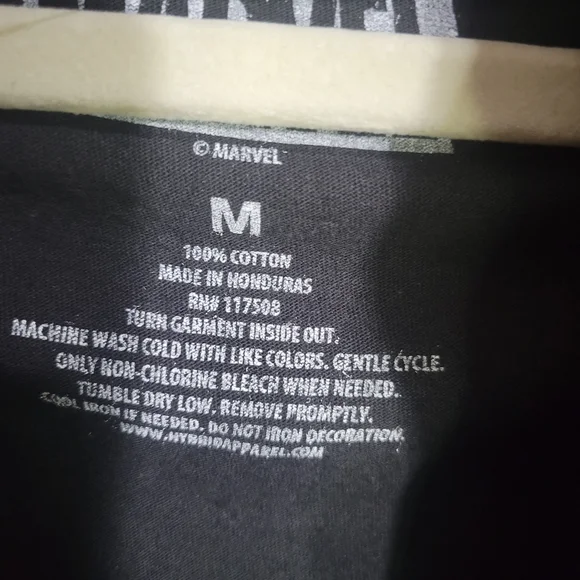 MARVEL
© MARVEL
M
100% COTTON
MADE IN HONDURAS
RN# 117508
TURN GARMENT INSIDE OUT.
MACHINE WASH COLD WITH LIKE COLORS. GENTLE CYCLE.
ONLY NON-CHLORINE BLEACH WHEN NEEDED.
TUMBLE DRY LOW. REMOVE PROMPTLY.
COOL IRON IF NEEDED. DO NOT IRON DECORATION.
WWW.HYBRIDAPPAREL.COM